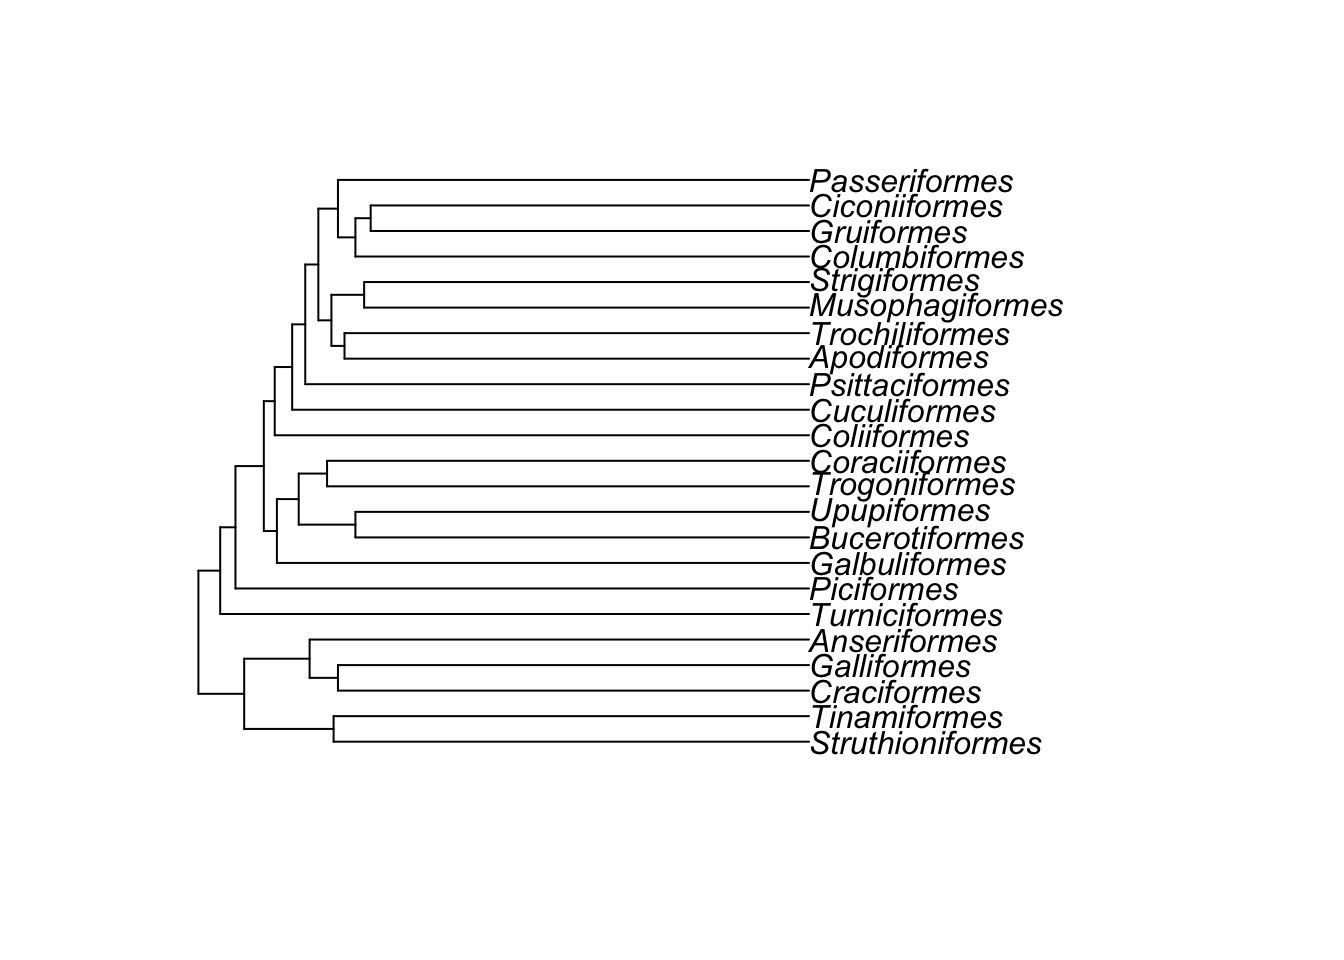 Passeriformes
Ciconiiformes
Gruiformes
Columbiformes
Strigiformes
Musophagiformes
Trochiliformes
Apodiformes
Psittaciformes
Cuculiformes
Coliiformes
Coraciiformes
Trogoniformes
Upupiformes
Bucerotiformes
Galbuliformes
Piciformes
Turniciformes
Anseriformes
Galliformes
Craciformes
Tinamiformes
Struthioniformes